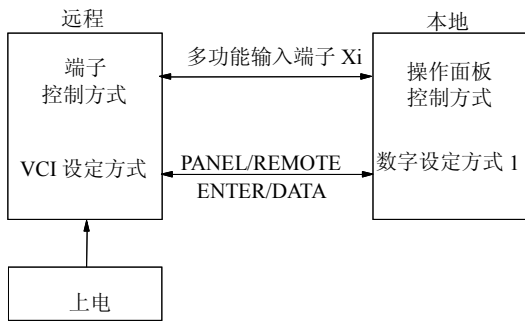 远程
本地
端子
控制方式
多功能输入端子 Xi
操作面板
控制方式
VCI 设定方式
PANEL/REMOTE
ENTER/DATA
数字设定方式 1
上电